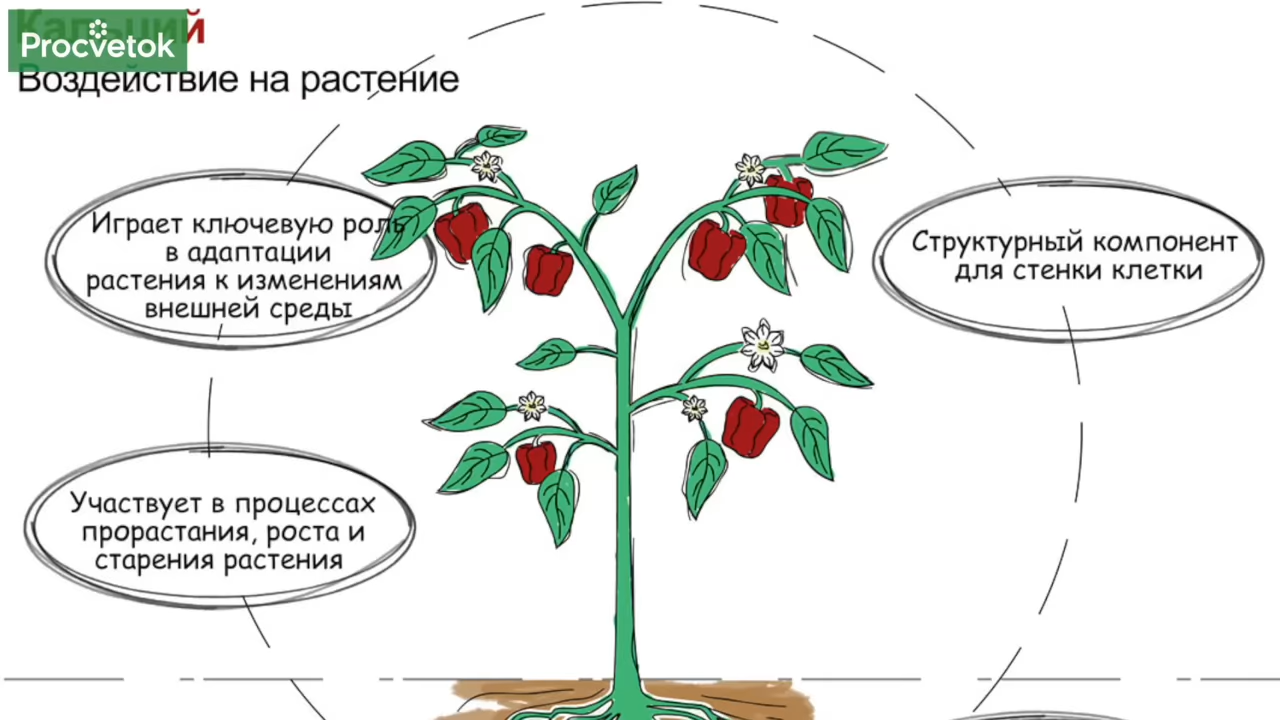 Procvetok
Воздействие на растение
Играет ключевую роль
в адаптации
растения к изменениям
внешней среды
Структурный компонент
для стенки клетки
Участвует в процессах
прорастания, роста и
старения растения